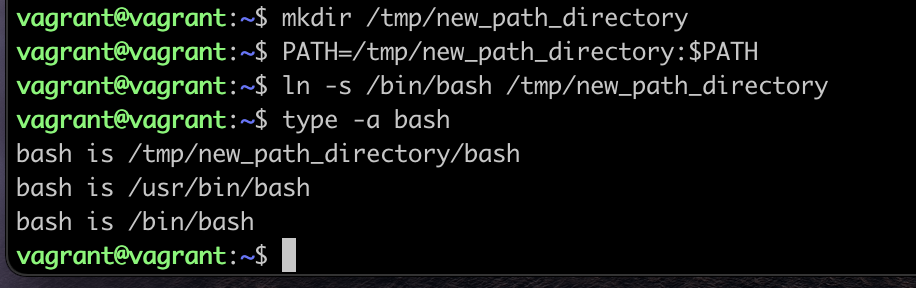 vagrant@vagrant:~$ mkdir /tmp/new_path_directory
vagrant@vagrant:~$ PATH=/tmp/new_path_directory:$PATH
vagrant@vagrant:~$ ln -s /bin/bash /tmp/new_path_directory
vagrant@vagrant:~$ type -a bash
bash is /tmp/new_path_directory/bash
bash is /usr/bin/bash
bash is /bin/bash
vagrant@vagrant:~$